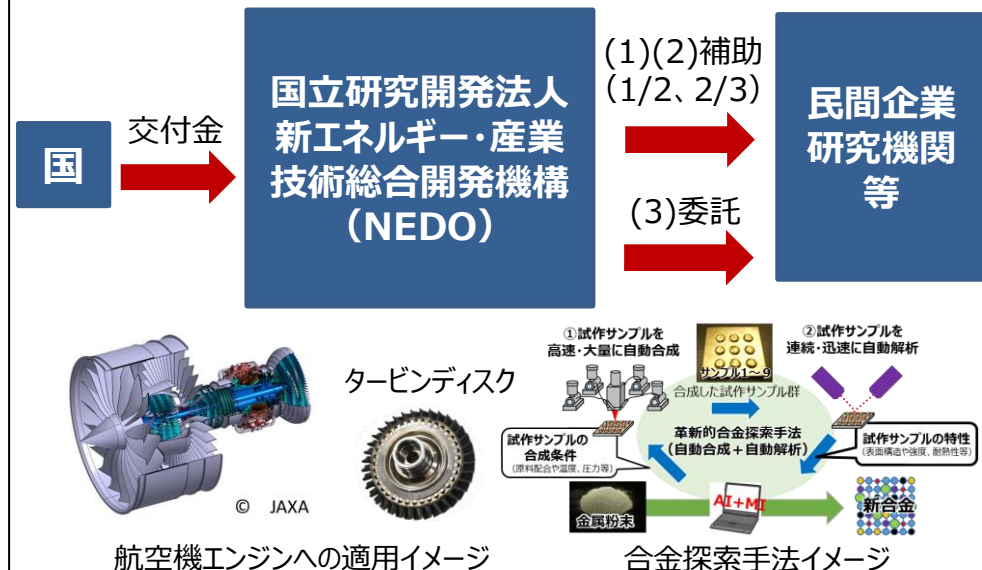 国
交付金
国立研究開発法人
新エネルギー・産業
技術総合開発機構
（NEDO）
(1)(2)補助
（1/2、2/3）
(3)委託
民間企業
研究機関
等
© JAXA
タービンディスク
航空機エンジンへの適用イメージ
①試作サンプルを
高速・大量に自動合成
サンプル1～9
合成した試作サンプル群
②試作サンプルを
連続・迅速に自動解析
試作サンプルの
合成条件
（原料配合や温度、圧力等）
革新的合金探索手法
（自動合成＋自動解析）
試作サンプルの特性
（表面構造や強度、耐熱性等）
金属粉末
AI+MI
新合金
合金探索手法イメージ